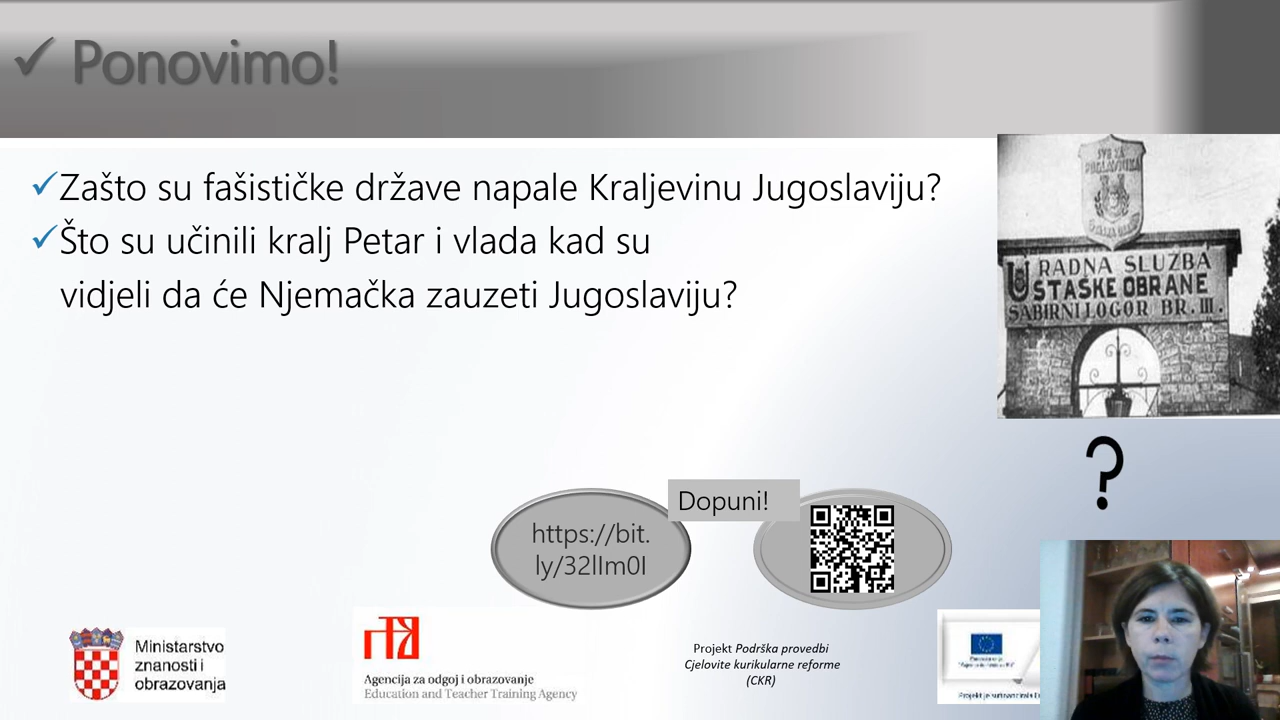 ✓ Ponovimo!
✓Zašto su fašističke države napale Kraljevinu Jugoslaviju?
✓Što su učinili kralj Petar i vlada kad su
vidjeli da će Njemačka zauzeti Jugoslaviju?
SVE ZA
POGLAVNIKA
RADNA SLUŽBA
USTAŠKE OBRANE
SABIRNI LOGOR BR. III.
?
Dopuni!
https://bit.
ly/32lIm0I
Ministarstvo
znanosti i
obrazovanja
Agencija za odgoj i obrazovanje
Education and Teacher Training Agency
Projekt Podrška provedbi
Cjelovite kurikularne reforme
(CKR)
Projekt je sufinancirala